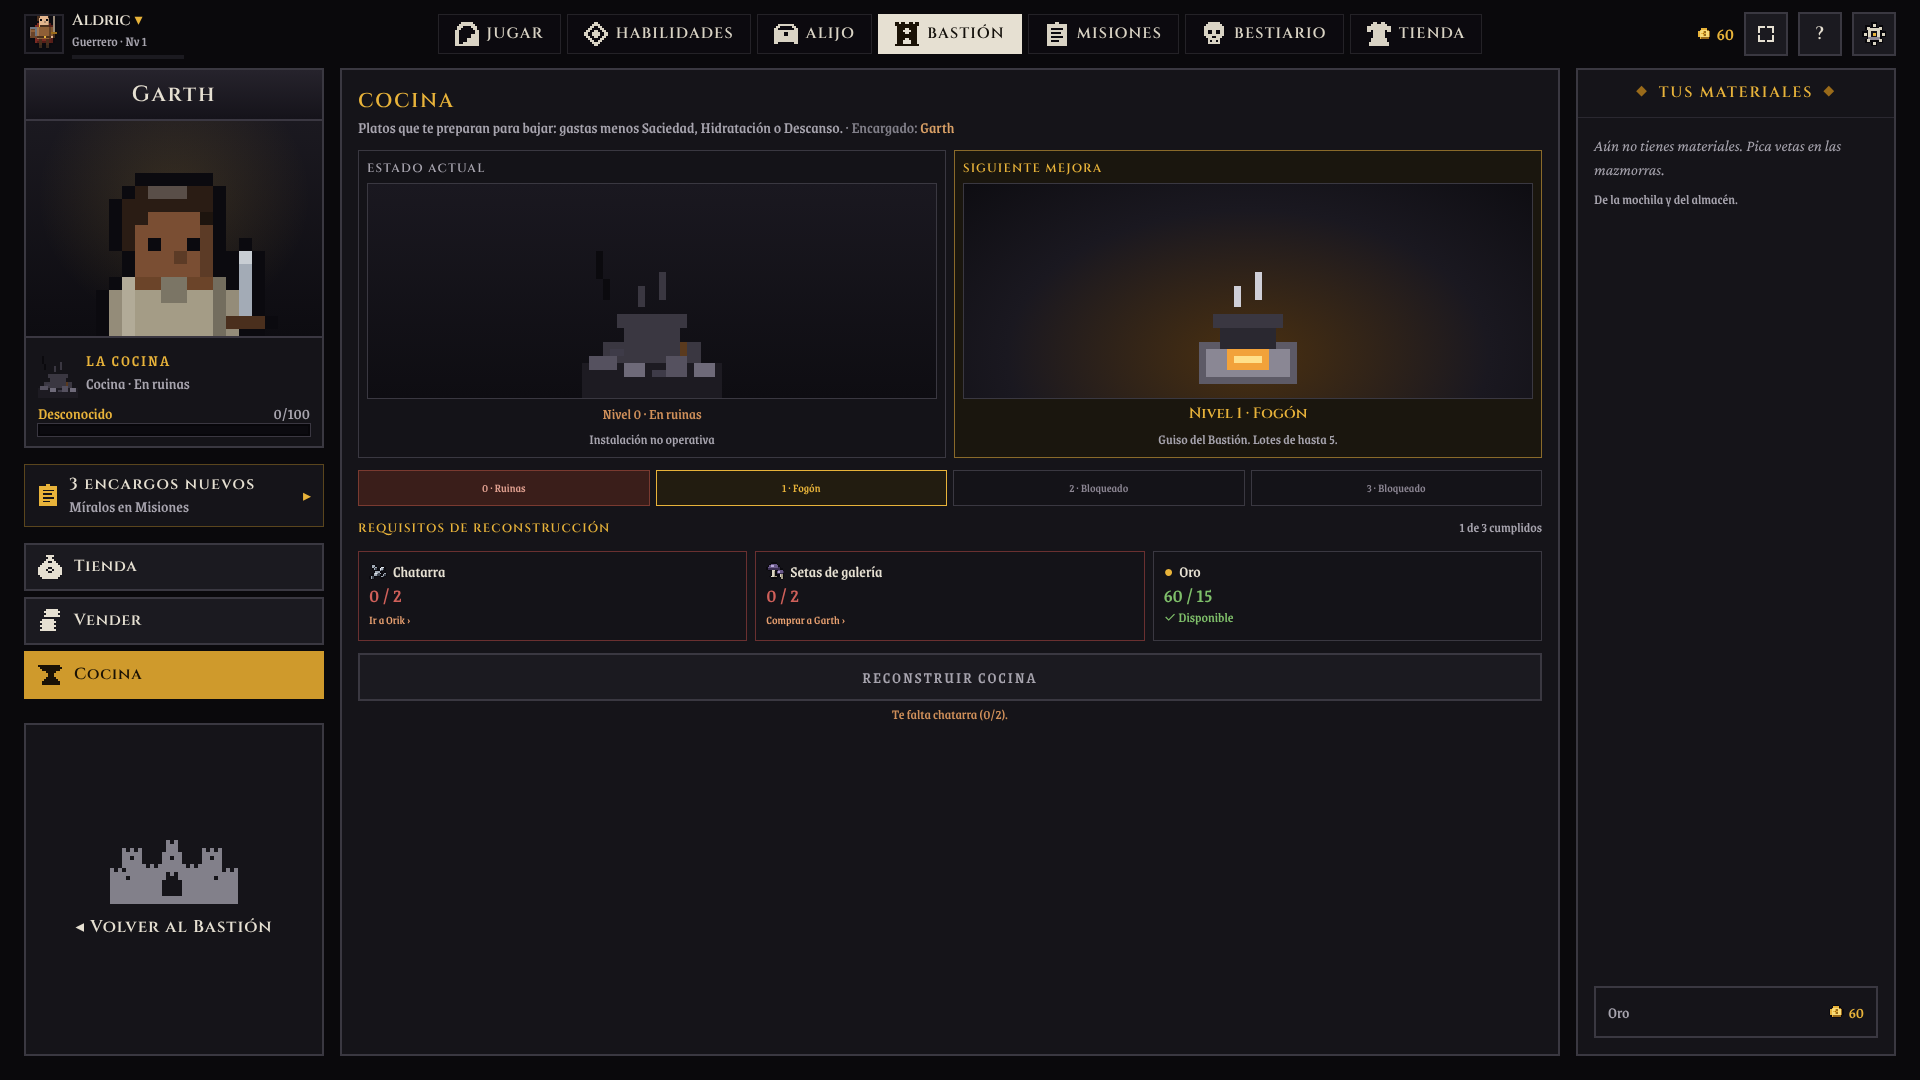 ALDRIC ▼
Guerrero · Nv 1
JUGAR
HABILIDADES
ALIJO
BASTIÓN
MISIONES
BESTIARIO
TIENDA
60
?
GARTH
LA COCINA
Cocina · En ruinas
Desconocido 0/100
3 ENCARGOS NUEVOS
Míralos en Misiones
TIENDA
VENDER
COCINA
◄ VOLVER AL BASTIÓN
COCINA
Platos que te preparan para bajar: gastas menos Saciedad, Hidratación o Descanso. · Encargado: Garth
ESTADO ACTUAL
Nivel 0 · En ruinas
Instalación no operativa
SIGUIENTE MEJORA
NIVEL 1 · FOGÓN
Guiso del Bastión. Lotes de hasta 5.
0 · Ruinas
1 · Fogón
2 · Bloqueado
3 · Bloqueado
REQUISITOS DE RECONSTRUCCIÓN
1 de 3 cumplidos
Chatarra
0 / 2
Ir a Orik ›
Setas de galería
0 / 2
Comprar a Garth ›
Oro
60 / 15
✓ Disponible
RECONSTRUIR COCINA
Te falta chatarra (0/2).
◆ TUS MATERIALES ◆
Aún no tienes materiales. Pica vetas en las
mazmorras.
De la mochila y del almacén.
Oro 60